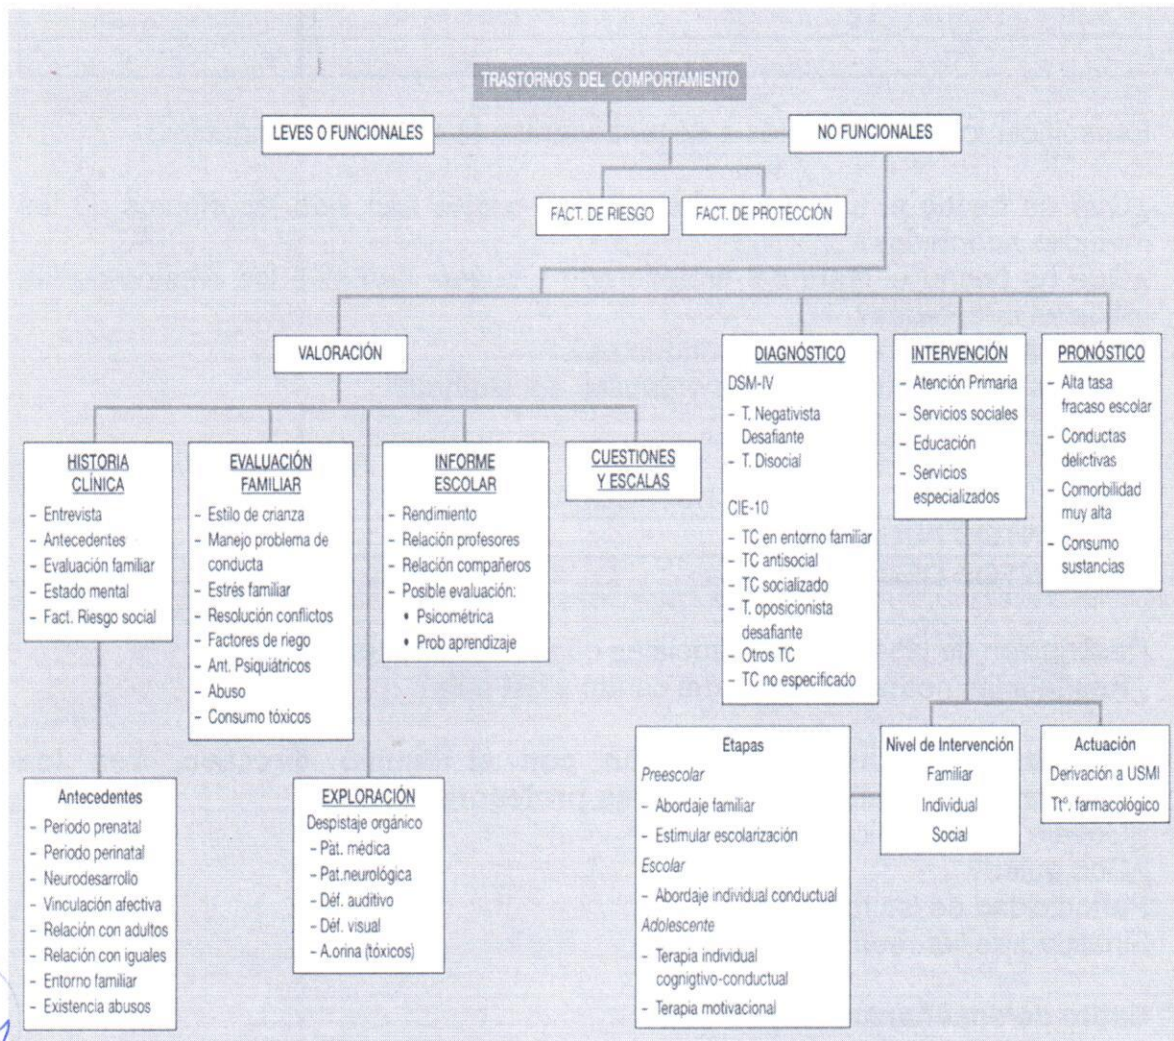 TRASTORNOS DEL COMPORTAMIENTO
LEVES O FUNCIONALES
NO FUNCIONALES
FACT. DE RIESGO
FACT. DE PROTECCIÓN
VALORACIÓN
HISTORIA
CLÍNICA
- Entrevista
- Antecedentes
- Evaluación familiar
- Estado mental
- Fact. Riesgo social
EVALUACIÓN
FAMILIAR
- Estilo de crianza
- Manejo problema de
conducta
- Estrés familiar
- Resolución conflictos
- Factores de riego
- Ant. Psiquiátricos
- Abuso
- Consumo tóxicos
INFORME
ESCOLAR
- Rendimiento
- Relación profesores
- Relación compañeros
- Posible evaluación:
• Psicométrica
• Prob aprendizaje
CUESTIONES
Y ESCALAS
DIAGNÓSTICO
DSM-IV
- T. Negativista
Desafiante
- T. Disocial
CIE-10
- TC en entorno familiar
- TC antisocial
- TC socializado
- T. oposicionista
desafiante
- Otros TC
- TC no especificado
INTERVENCIÓN
- Atención Primaria
- Servicios sociales
- Educación
- Servicios
especializados
PRONÓSTICO
- Alta tasa
fracaso escolar
- Conductas
delictivas
- Comorbilidad
muy alta
- Consumo
sustancias
Antecedentes
- Periodo prenatal
- Periodo perinatal
- Neurodesarrollo
- Vinculación afectiva
- Relación con adultos
- Relación con iguales
- Entorno familiar
- Existencia abusos
EXPLORACIÓN
Despistaje orgánico
- Pàt. médica
- Pat.neurológica
- Déf. auditivo
- Déf. visual
- A.orina (tóxicos)
Etapas
Preescolar
- Abordaje familiar
- Estimular escolarización
Escolar
- Abordaje individual conductual
Adolescente
- Terapia individual
cognigtivo-conductual
- Terapia motivacional
Nivel de Intervención
Familiar
Individual
Social
Actuación
Derivación a USMI
Ttº. farmacológico